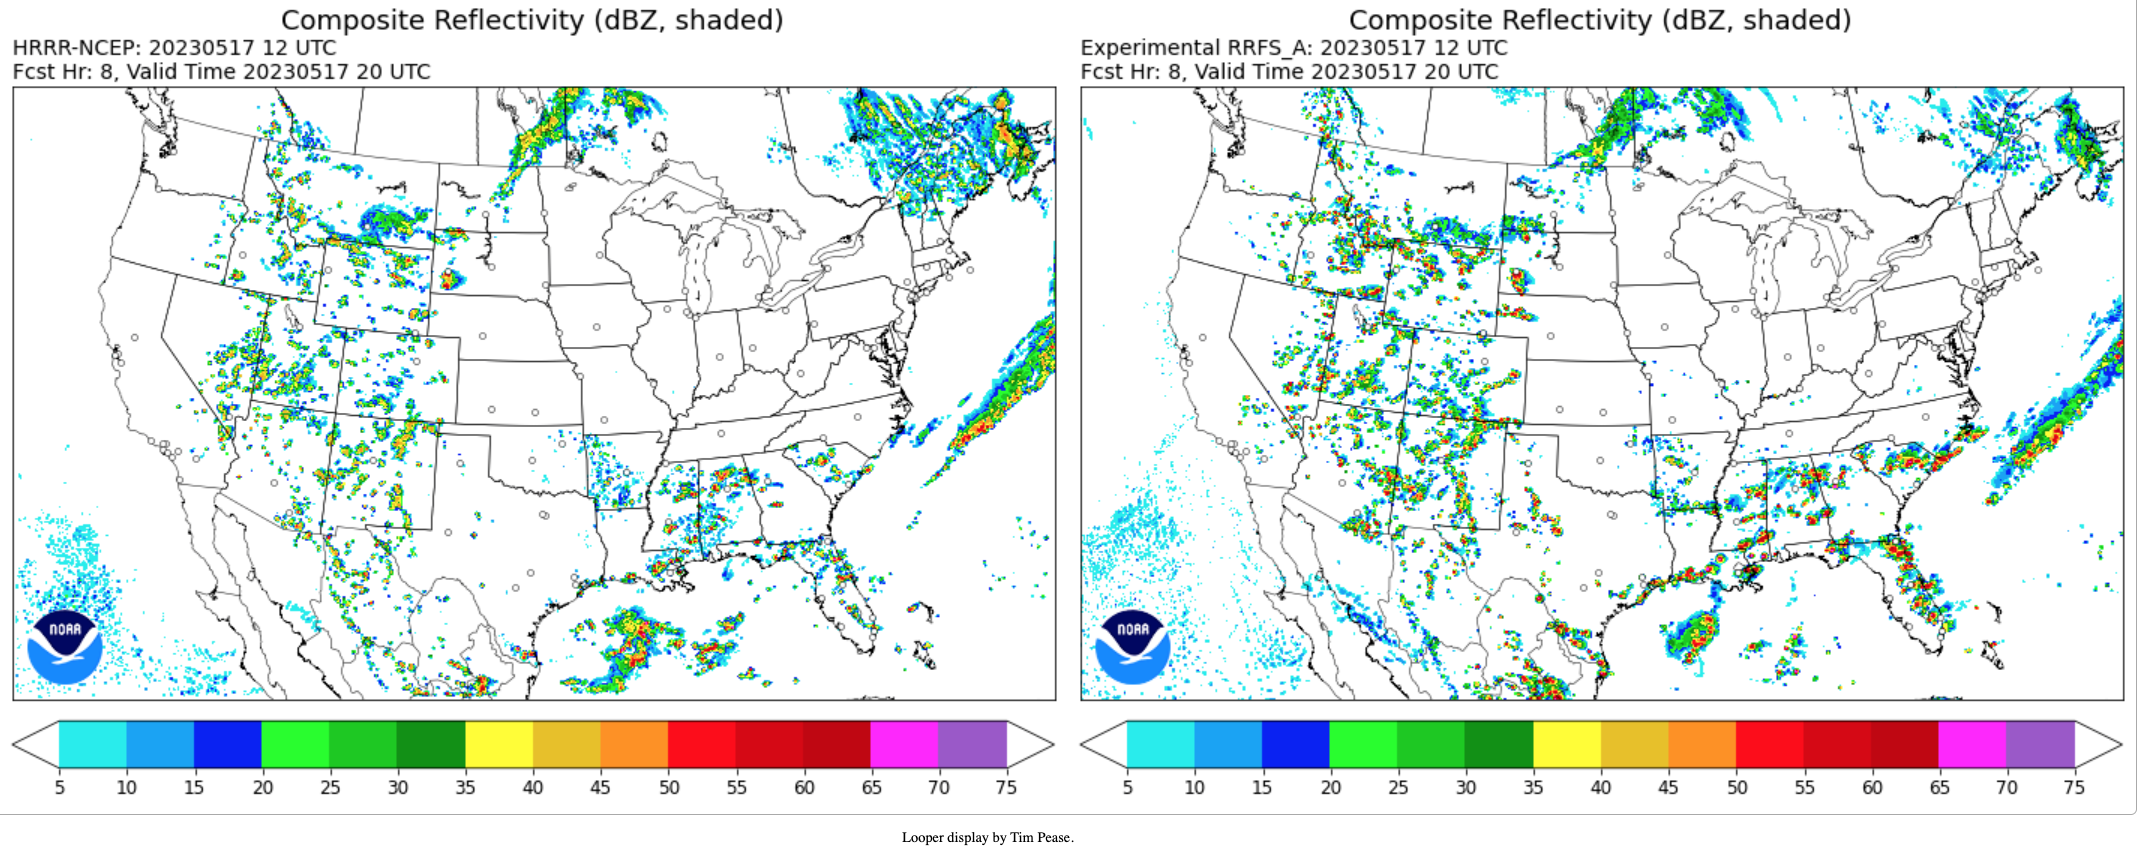 Composite Reflectivity (dBZ, shaded)
HRRR-NCEP: 20230517 12 UTC
Fcst Hr: 8, Valid Time 20230517 20 UTC
NOAA
5 10 15 20 25 30 35 40 45 50 55 60 65 70 75
Composite Reflectivity (dBZ, shaded)
Experimental RRFS_A: 20230517 12 UTC
Fcst Hr: 8, Valid Time 20230517 20 UTC
NOAA
5 10 15 20 25 30 35 40 45 50 55 60 65 70 75
Looper display by Tim Pease.